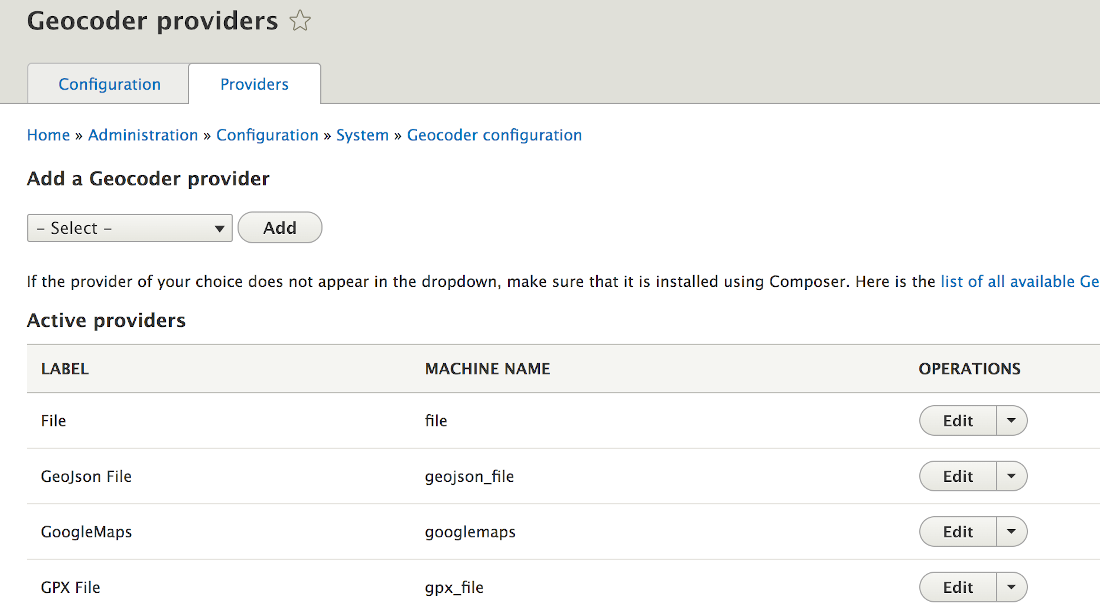 Geocoder providers
Configuration
Providers
Home » Administration » Configuration » System » Geocoder configuration
Add a Geocoder provider
– Select –
Add
If the provider of your choice does not appear in the dropdown, make sure that it is installed using Composer. Here is the list of all available Ge
Active providers
LABEL MACHINE NAME OPERATIONS
File file Edit
GeoJson File geojson_file Edit
GoogleMaps googlemaps Edit
GPX File gpx_file Edit